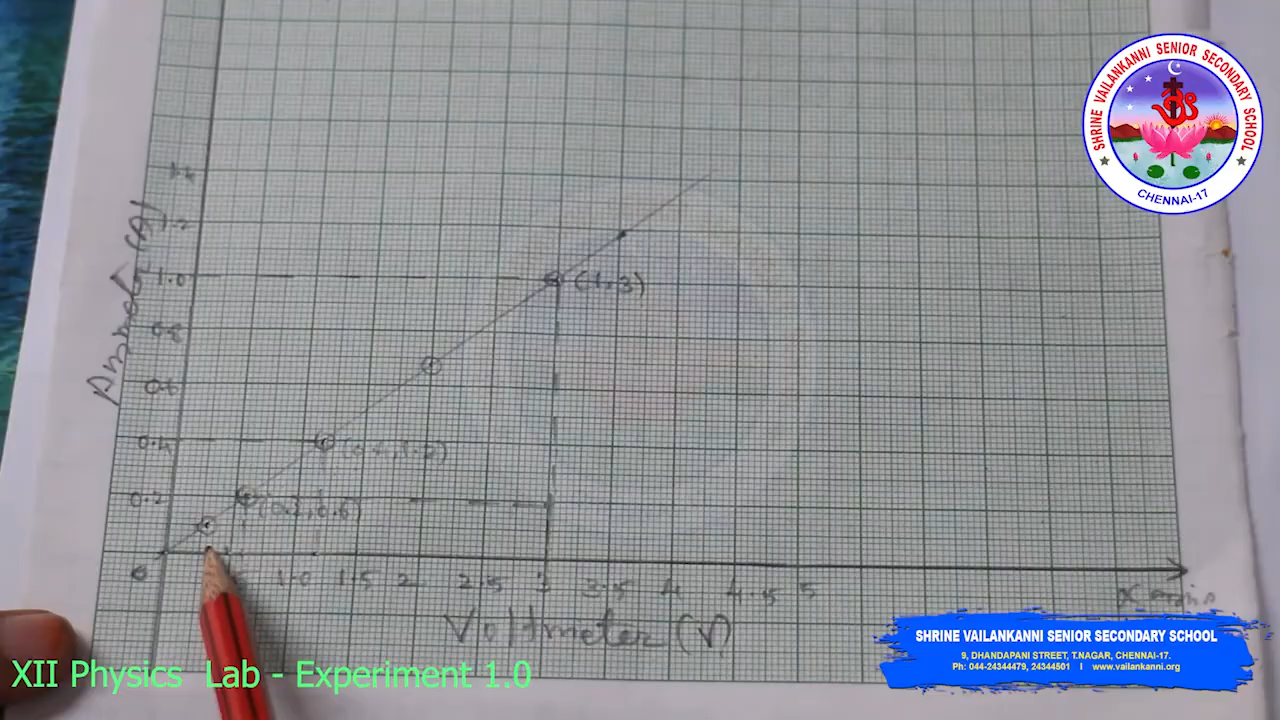 SHRINE VAILANKANNI SENIOR SECONDARY SCHOOL
CHENNAI-17
1.2
1.0
(1,3)
0.8
0.6
0.4
0.2
(0.2,0.6)
0
1.0 1.5 2 2.5 3 3.5 4 4.5 5
X axis
Voltmeter (V)
XII Physics Lab - Experiment 1.0
SHRINE VAILANKANNI SENIOR SECONDARY SCHOOL
9, DHANDAPANI STREET, T.NAGAR, CHENNAI-17.
Ph: 044-24344479, 24344501 I www.vailankanni.org